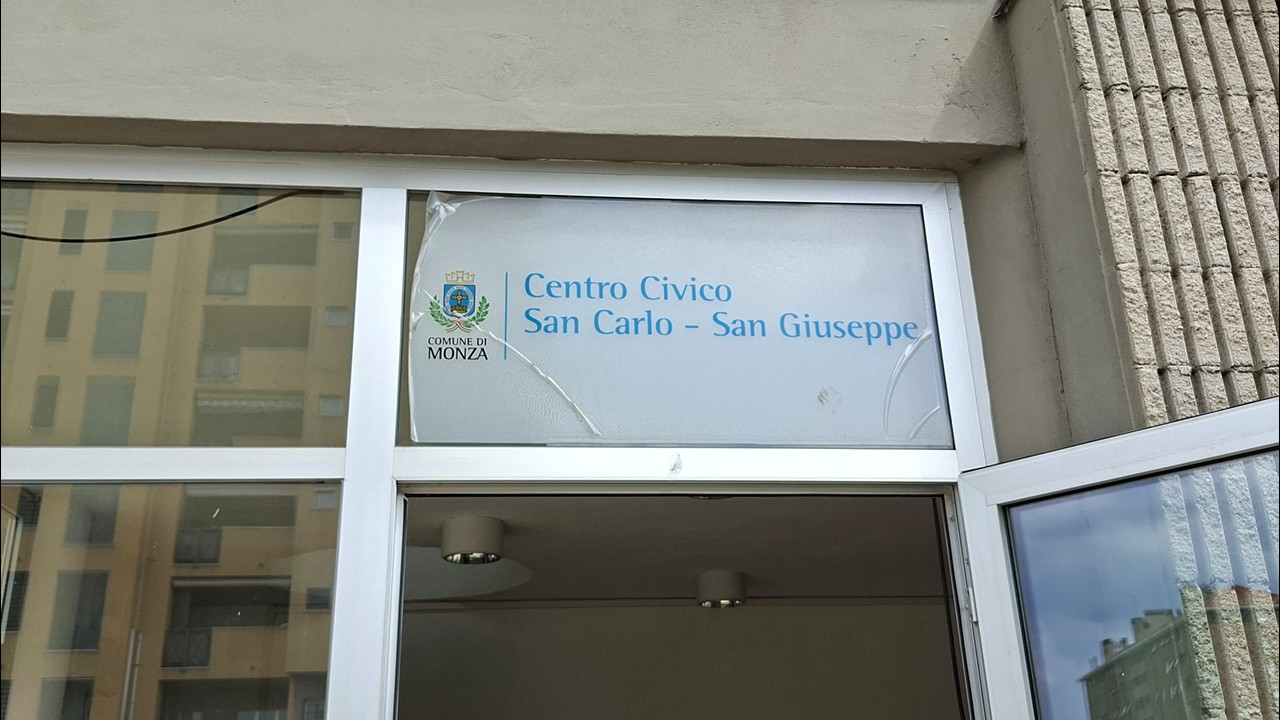 Centro Civico
San Carlo - San Giuseppe
COMUNE DI
MONZA